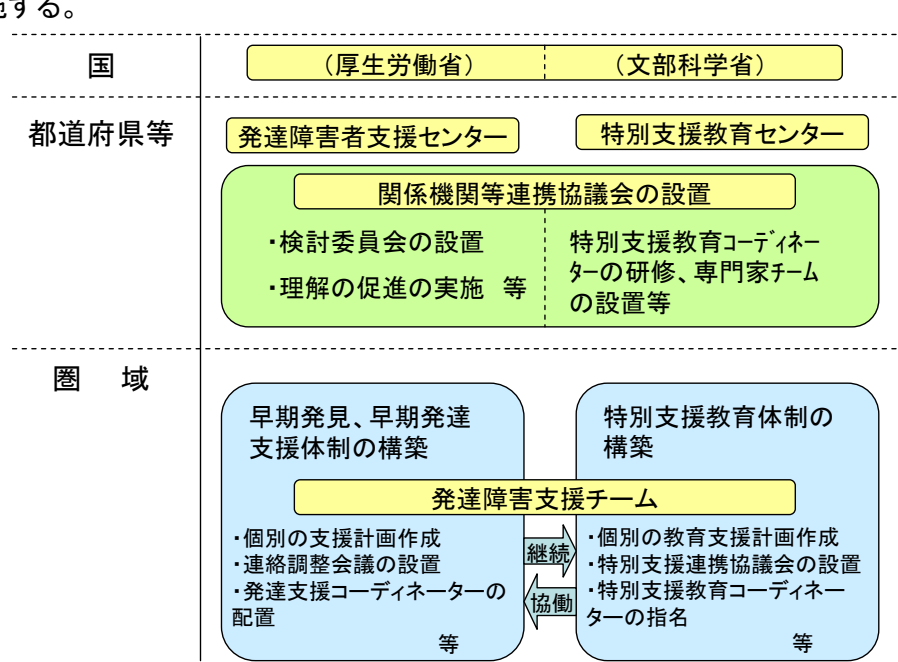 施する。
国
（厚生労働省）
（文部科学省）
都道府県等
発達障害者支援センター
特別支援教育センター
関係機関等連携協議会の設置
・検討委員会の設置
・理解の促進の実施　等
特別支援教育ｺｰﾃﾞｨﾈｰ
ﾀｰの研修、専門家ﾁｰﾑ
の設置等
圏　域
早期発見、早期発達
支援体制の構築
特別支援教育体制の
構築
発達障害支援チーム
・個別の支援計画作成
・連絡調整会議の設置
・発達支援コーディネーターの
配置
等
継続
協働
・個別の教育支援計画作成
・特別支援連携協議会の設置
・特別支援教育コーディネー
ターの指名
等